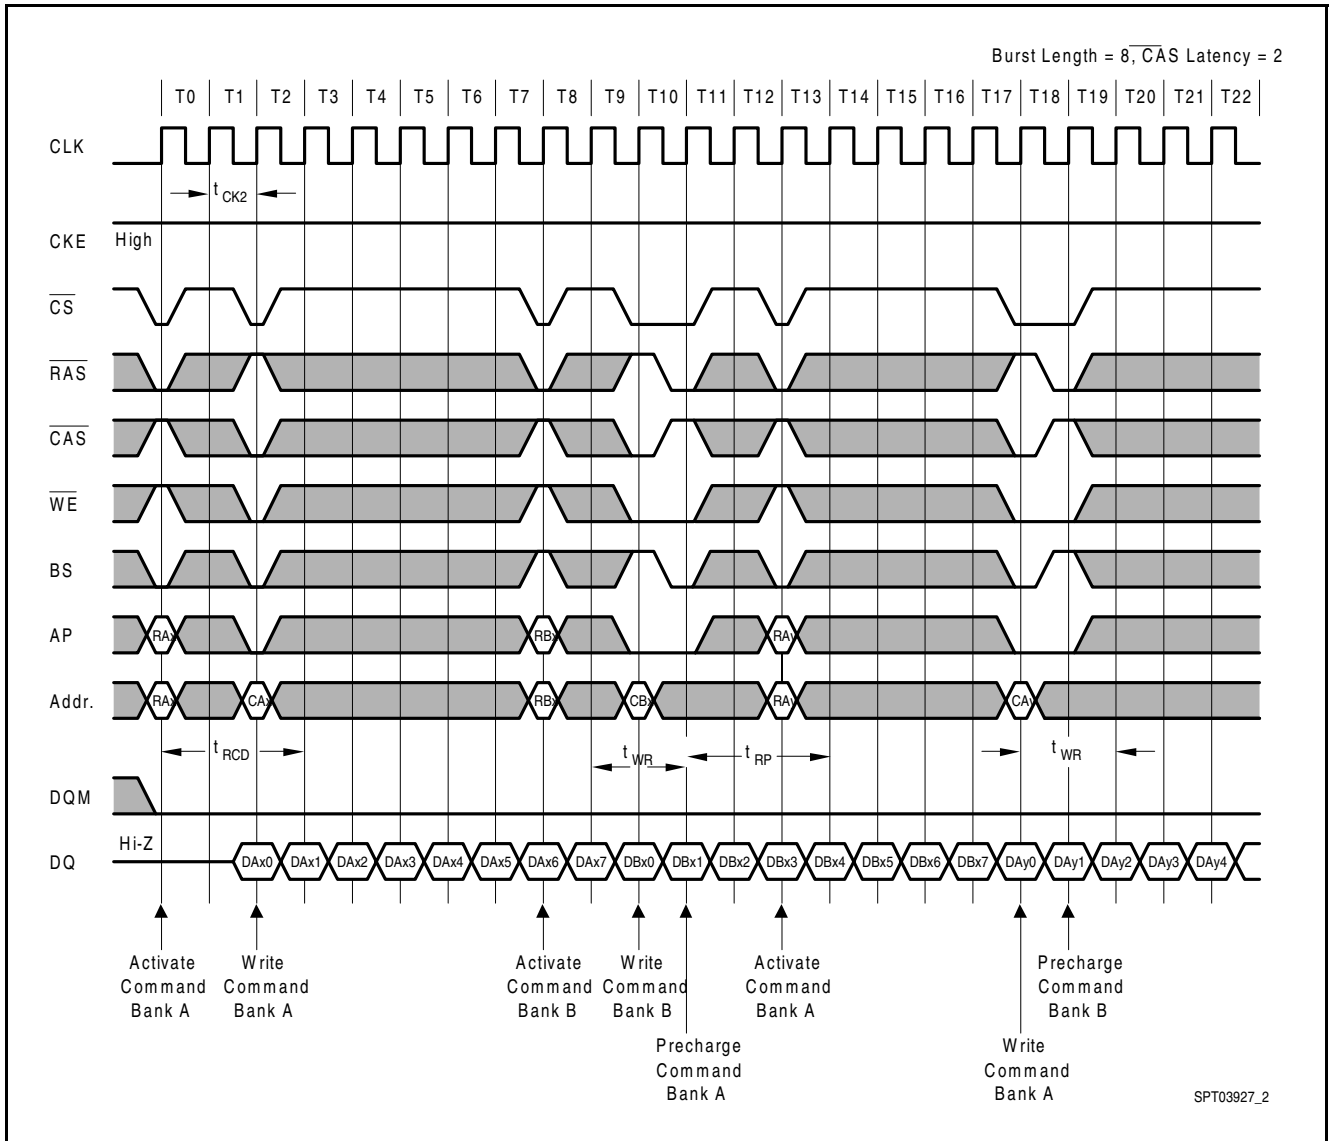 Burst Length = 8, CAS Latency = 2
T0 T1 T2 T3 T4 T5 T6 T7 T8 T9 T10 T11 T12 T13 T14 T15 T16 T17 T18 T19 T20 T21 T22
CLK
t CK2
CKE High
CS
RAS
CAS
WE
BS
AP RAx RBx RAy
Addr. RAx CAx RBx CBx RAy CAy
t RCD t WR t RP t WR
DQM
Hi-Z
DQ DAx0 DAx1 DAx2 DAx3 DAx4 DAx5 DAx6 DAx7 DBx0 DBx1 DBx2 DBx3 DBx4 DBx5 DBx6 DBx7 DAy0 DAy1 DAy2 DAy3 DAy4
Activate Command Bank A
Write Command Bank A
Activate Command Bank B
Write Command Bank B
Precharge Command Bank A
Activate Command Bank A
Write Command Bank A
Precharge Command Bank B
SPT03927_2